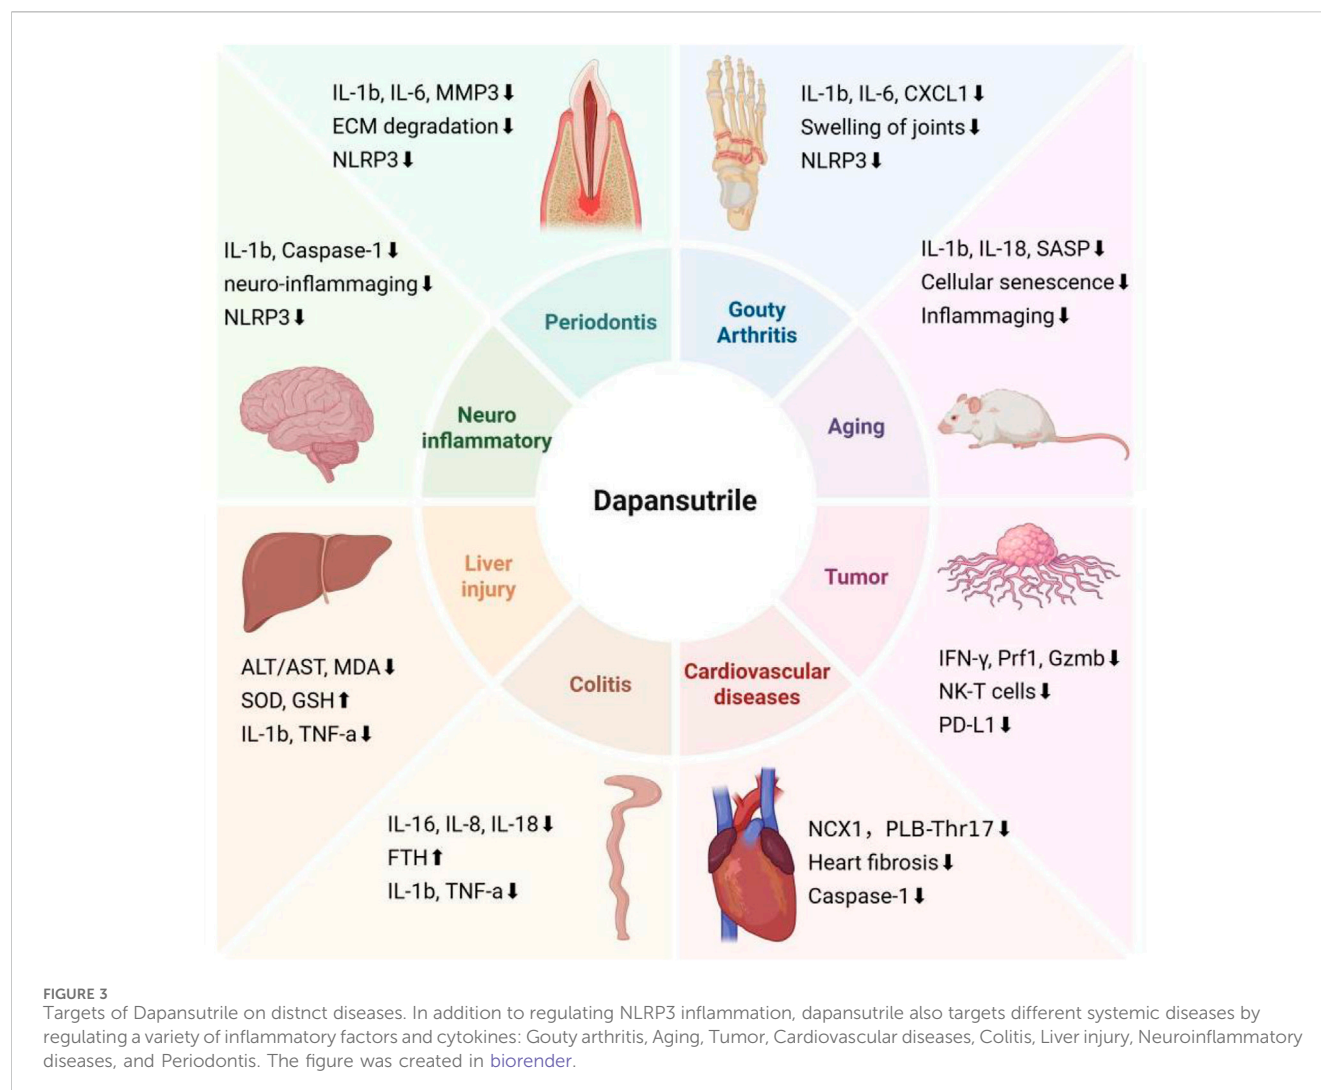 IL-1b, IL-6, MMP3⬇
ECM degradation⬇
NLRP3⬇
IL-1b, IL-6, CXCL1⬇
Swelling of joints⬇
NLRP3⬇
IL-1b, Caspase-1⬇
neuro-inflammaging⬇
NLRP3⬇
IL-1b, IL-18, SASP⬇
Cellular senescence⬇
Inflammaging⬇
Periodontis
Gouty
Arthritis
Neuro
inflammatory
Aging
Dapansutrile
Liver
injury
Tumor
Colitis
Cardiovascular
diseases
ALT/AST, MDA⬇
SOD, GSH⬆
IL-1b, TNF-a⬇
IFN-γ, Prf1, Gzmb⬇
NK-T cells⬇
PD-L1⬇
IL-16, IL-8, IL-18⬇
FTH⬆
IL-1b, TNF-a⬇
NCX1，PLB-Thr17⬇
Heart fibrosis⬇
Caspase-1⬇
FIGURE 3
Targets of Dapansutrile on distnct diseases. In addition to regulating NLRP3 inflammation, dapansutrile also targets different systemic diseases by
regulating a variety of inflammatory factors and cytokines: Gouty arthritis, Aging, Tumor, Cardiovascular diseases, Colitis, Liver injury, Neuroinflammatory
diseases, and Periodontis. The figure was created in biorender.